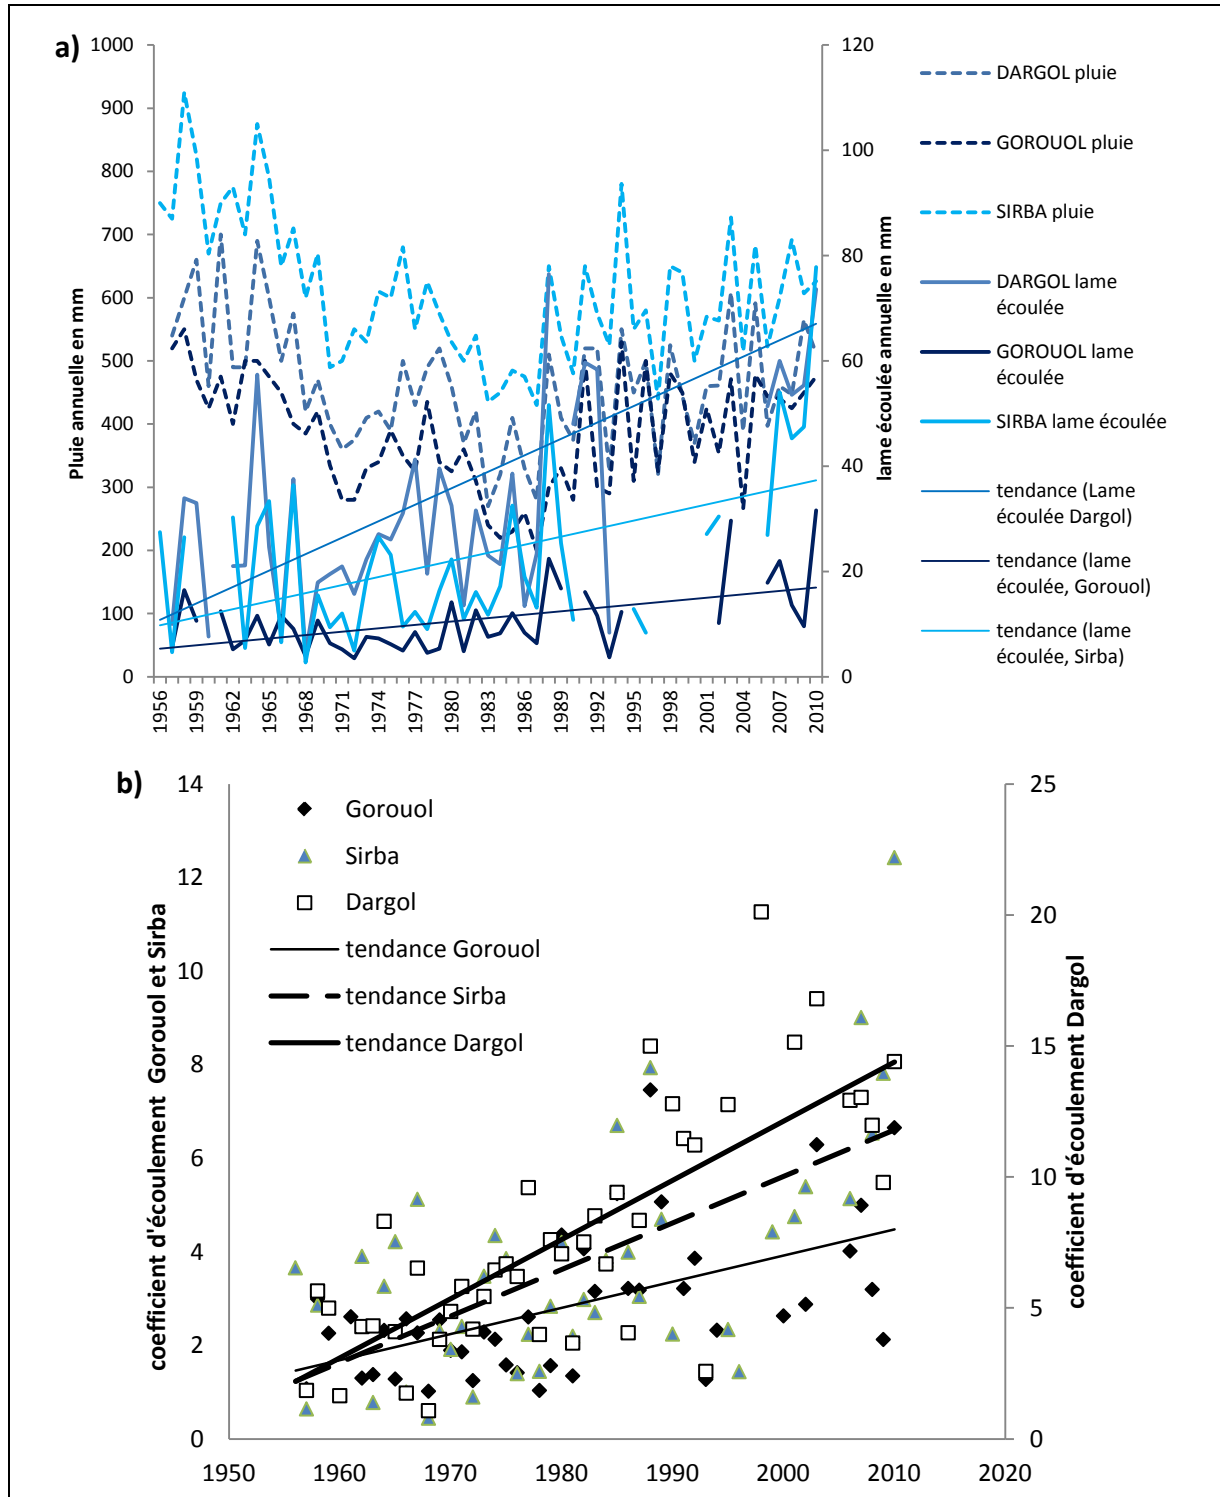 a)
1000
900
800
700
600
500
400
300
200
100
0
Pluie annuelle en mm
120
100
80
60
40
20
0
lame écoulée annuelle en mm
1956
1959
1962
1965
1968
1971
1974
1977
1980
1983
1986
1989
1992
1995
1998
2001
2004
2007
2010
DARGOL pluie
GOROUOL pluie
SIRBA pluie
DARGOL lame
écoulée
GOROUOL lame
écoulée
SIRBA lame écoulée
tendance (Lame
écoulée Dargol)
tendance (lame
écoulée, Gorouol)
tendance (lame
écoulée, Sirba)
b)
14
12
10
8
6
4
2
0
coefficient d'écoulement Gorouol et Sirba
Gorouol
Sirba
Dargol
tendance Gorouol
tendance Sirba
tendance Dargol
25
20
15
10
5
0
coefficient d'écoulement Dargol
1950
1960
1970
1980
1990
2000
2010
2020